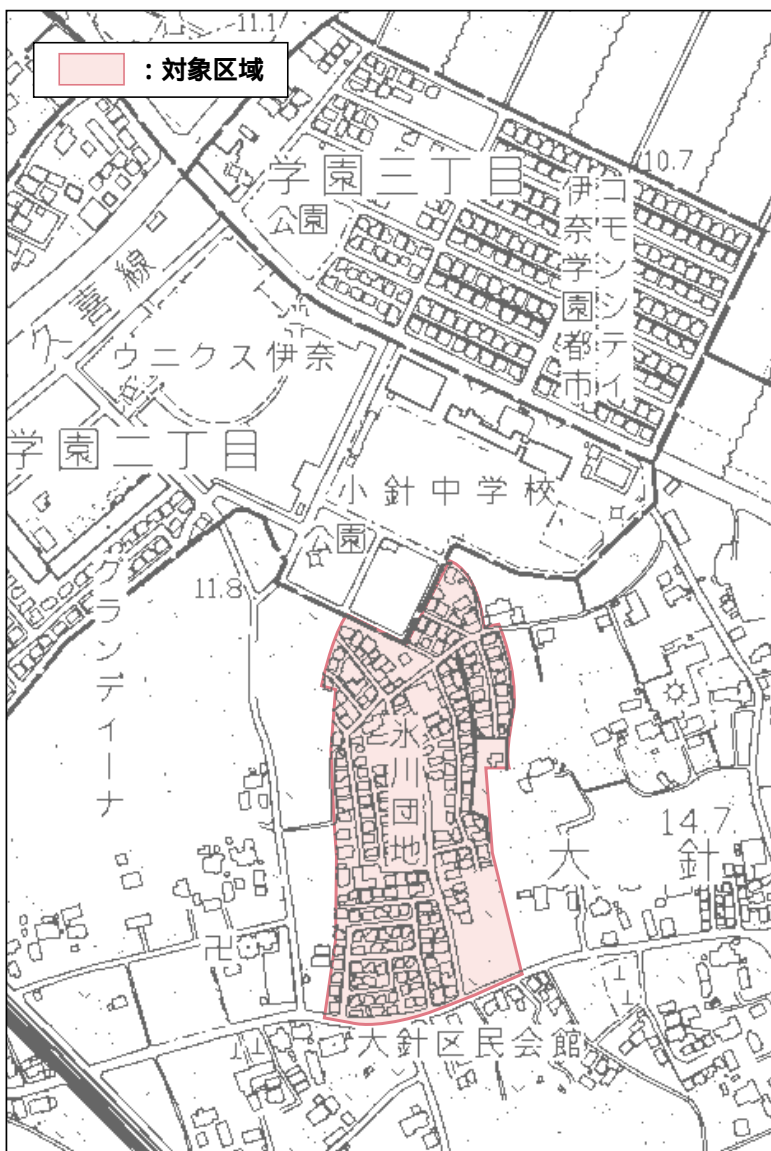 11.1
：対象区域
学園三丁目
10.7
公園
コモンシティ
伊奈学園都市
久喜線
ウニクス伊奈
学園二丁目
小針中学校
公園
11.8
グランディーナ
氷川団地
14.7
大針
大針区民会館